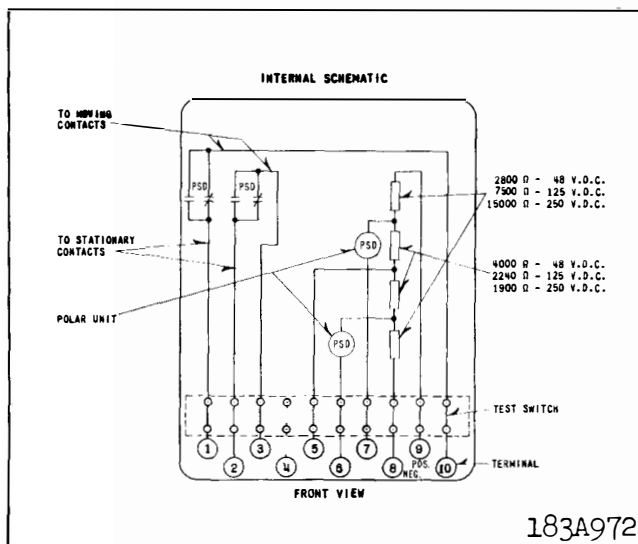 INTERNAL SCHEMATIC
TO MOVING
CONTACTS
PSD
PSD
2800 Ω - 48 V.D.C.
7500 Ω - 125 V.D.C.
15000 Ω - 250 V.D.C.
TO STATIONARY
CONTACTS
PSD
4000 Ω - 48 V.D.C.
2240 Ω - 125 V.D.C.
1900 Ω - 250 V.D.C.
POLAR UNIT
PSD
TEST SWITCH
1
3
5
7
9
2
4
6
8
10
POS.
NEG.
TERMINAL
FRONT VIEW
183A972